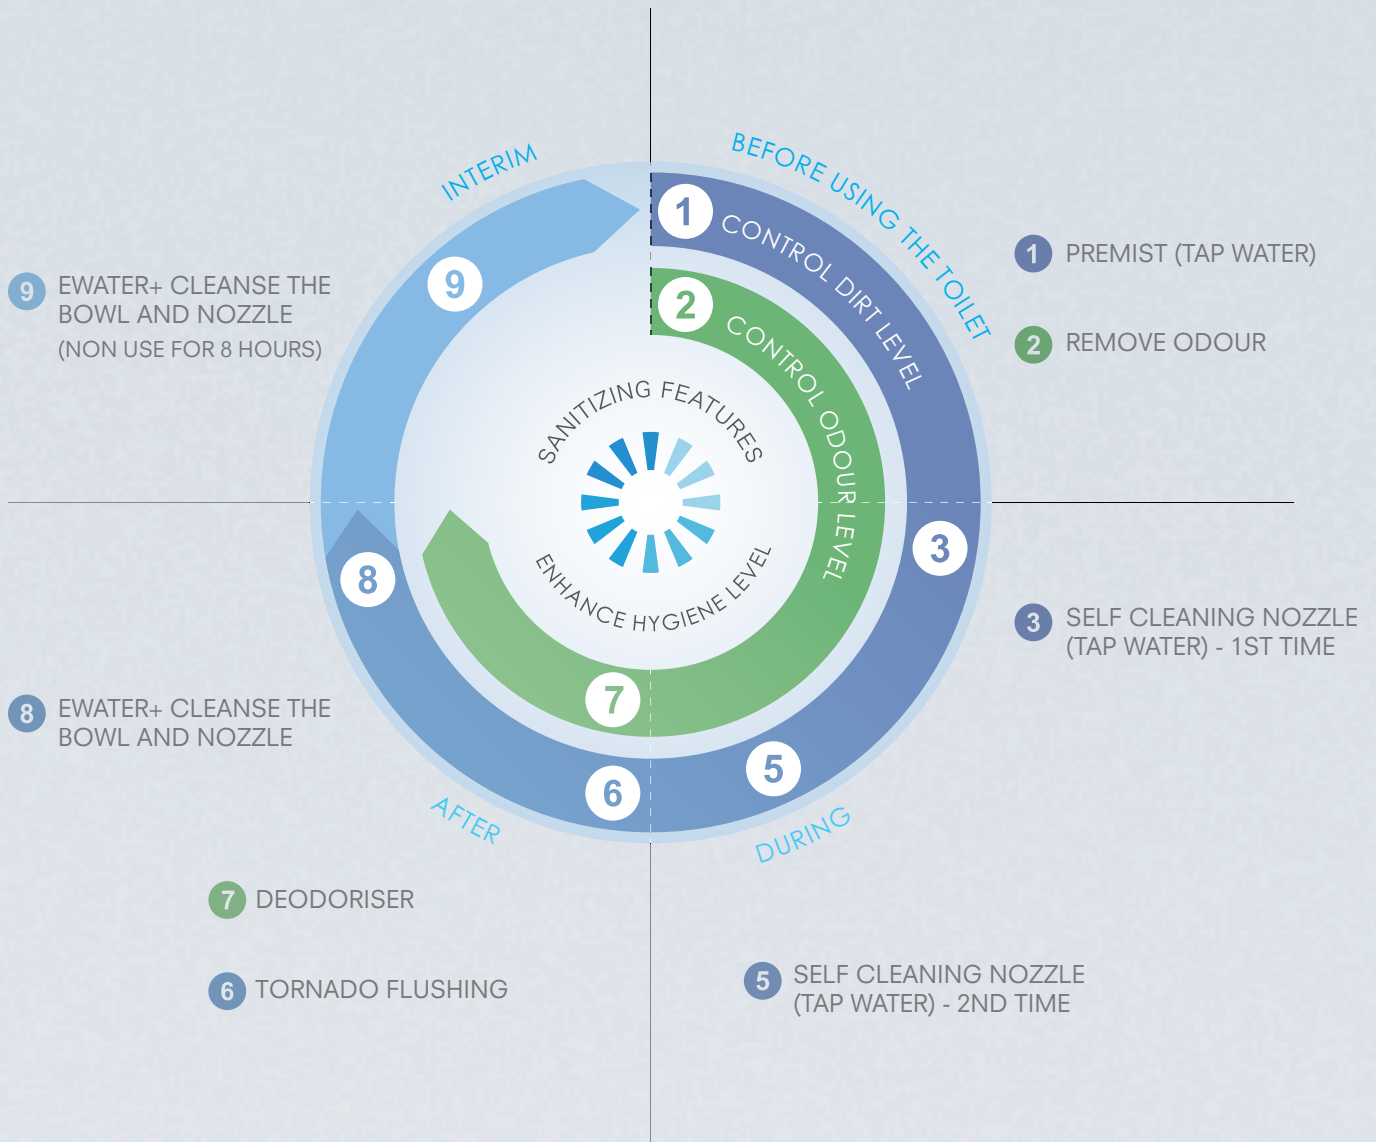 INTERIM
BEFORE USING THE TOILET
1
CONTROL DIRT LEVEL
2
CONTROL ODOUR LEVEL
9
SANITIZING FEATURES
ENHANCE HYGIENE LEVEL
3
8
7
6
5
AFTER
DURING
1 PREMIST (TAP WATER)
2 REMOVE ODOUR
3 SELF CLEANING NOZZLE
(TAP WATER) - 1ST TIME
5 SELF CLEANING NOZZLE
(TAP WATER) - 2ND TIME
6 TORNADO FLUSHING
7 DEODORISER
8 EWATER+ CLEANSE THE
BOWL AND NOZZLE
9 EWATER+ CLEANSE THE
BOWL AND NOZZLE
(NON USE FOR 8 HOURS)